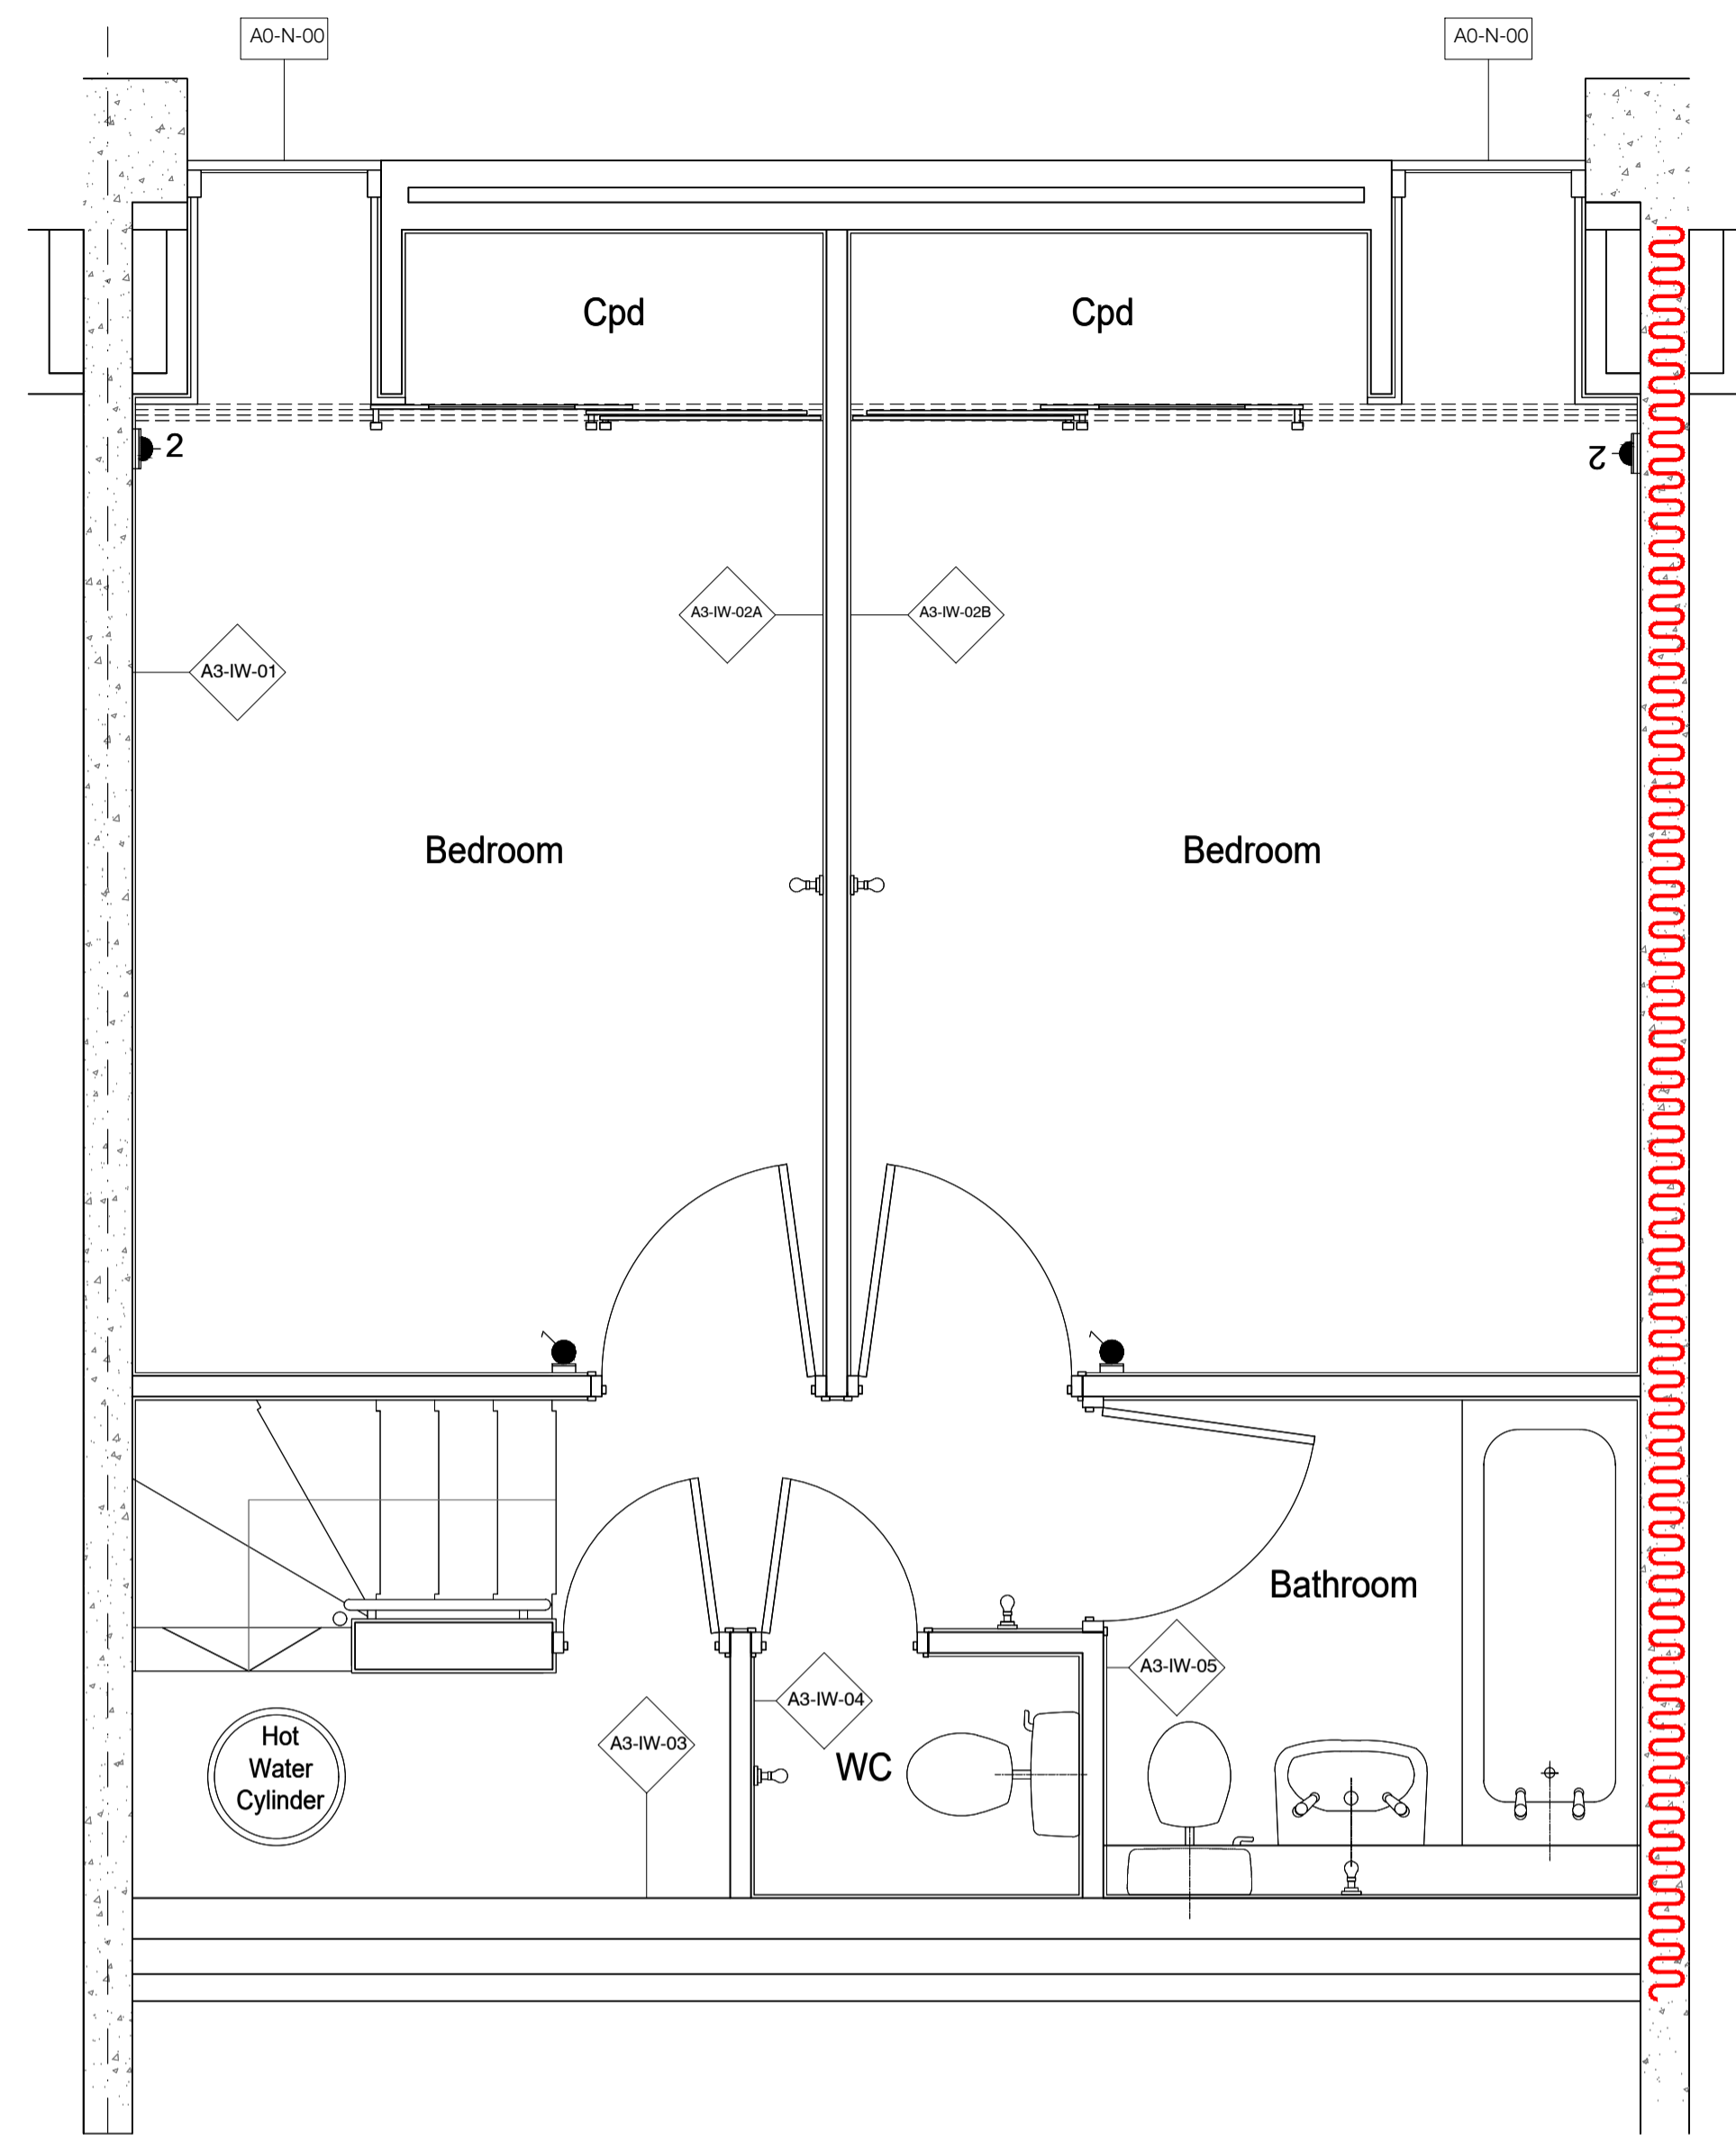 A0-N-00
A0-N-00
Cpd
Cpd
2
2
A3-IW-02A
A3-IW-02B
A3-IW-01
Bedroom
Bedroom
Bathroom
A3-IW-05
A3-IW-04
A3-IW-03
WC
Hot
Water
Cylinder